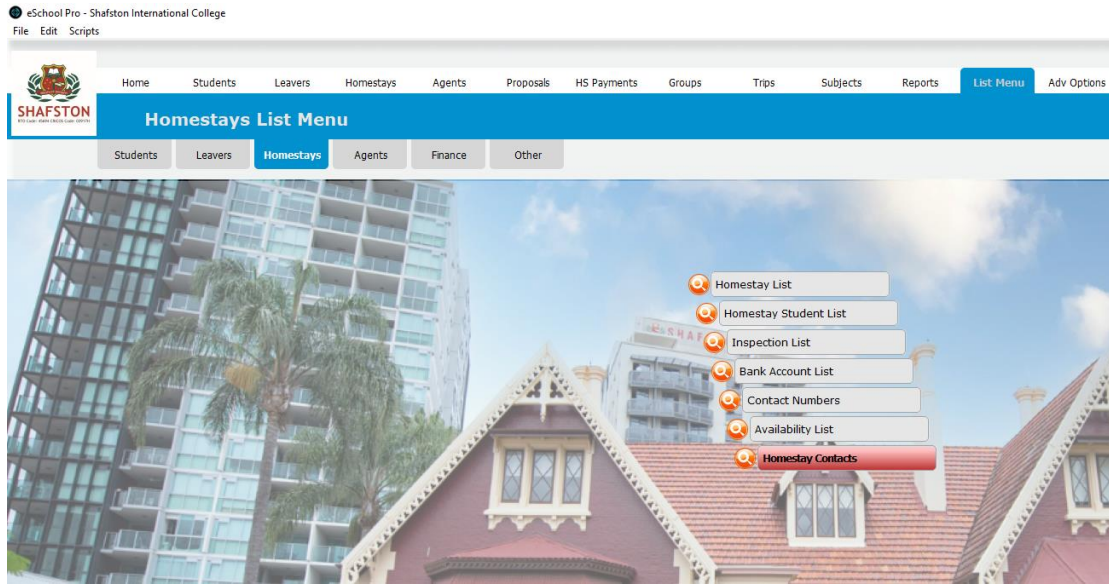 eSchool Pro - Shafston International College
File Edit Scripts
Home Students Leavers Homestays Agents Proposals HS Payments Groups Trips Subjects Reports List Menu Adv Options
SHAFSTON
Homestays List Menu
Students Leavers Homestays Agents Finance Other
Homestay List
Homestay Student List
Inspection List
Bank Account List
Contact Numbers
Availability List
Homestay Contacts